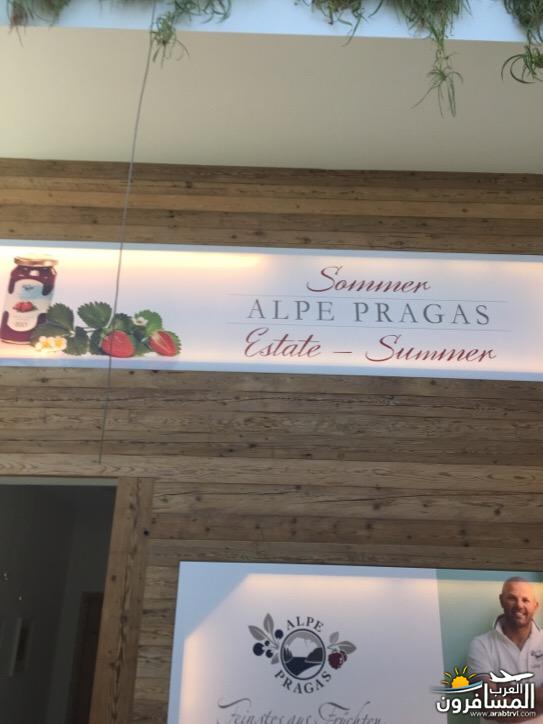 Sommer
ALPE PRAGAS
Estate – Summer
ALPE
PRAGAS
Feinstes aus Früchten
العرب
المسافرون
www.arabtrvl.com